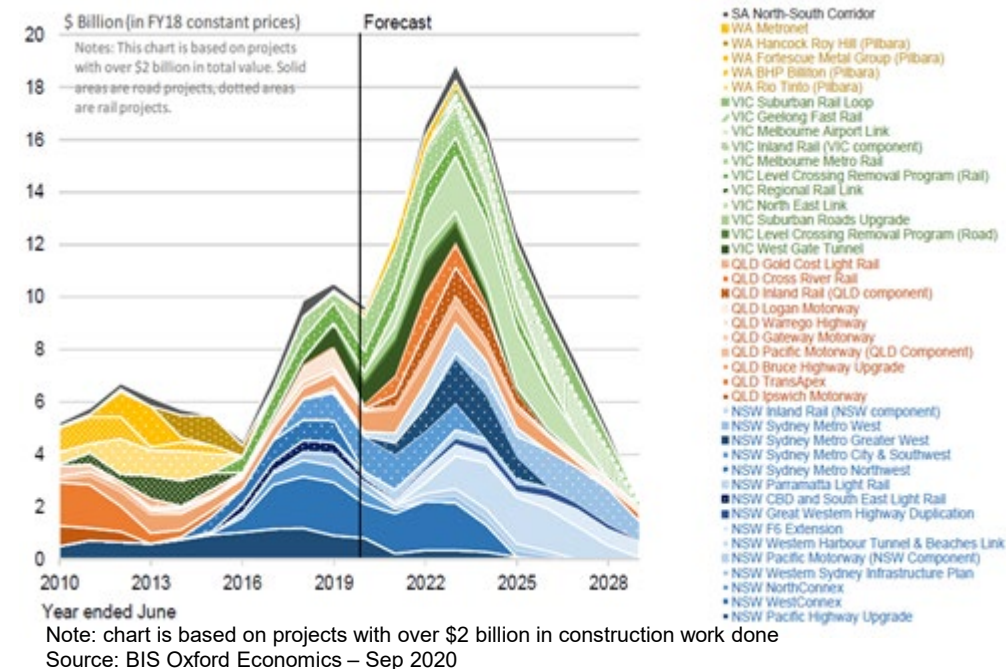 $ Billion (in FY18 constant prices)
Forecast
Notes: This chart is based on projects
with over $2 billion in total value. Solid
areas are road projects, dotted areas
are rail projects.
20
18
16
14
12
10
8
6
4
2
0
2010 2013 2016 2019 2022 2025 2028
Year ended June
SA North-South Corridor
WA Metronet
WA Hancock Roy Hill (Pilbara)
WA Fortescue Metal Group (Pilbara)
WA BHP Billiton (Pilbara)
WA Rio Tinto (Pilbara)
VIC Suburban Rail Loop
VIC Geelong Fast Rail
VIC Melbourne Airport Link
VIC Inland Rail (VIC component)
VIC Melbourne Metro Rail
VIC Level Crossing Removal Program (Rail)
VIC Regional Rail Link
VIC North East Link
VIC Suburban Roads Upgrade
VIC Level Crossing Removal Program (Road)
VIC West Gate Tunnel
QLD Gold Cost Light Rail
QLD Cross River Rail
QLD Inland Rail (QLD component)
QLD Logan Motorway
QLD Warrego Highway
QLD Gateway Motorway
QLD Pacific Motorway (QLD Component)
QLD Bruce Highway Upgrade
QLD TransApex
QLD Ipswich Motorway
NSW Inland Rail (NSW component)
NSW Sydney Metro West
NSW Sydney Metro Greater West
NSW Sydney Metro City & Southwest
NSW Sydney Metro Northwest
NSW Parramatta Light Rail
NSW CBD and South East Light Rail
NSW Great Western Highway Duplication
NSW F6 Extension
NSW Western Harbour Tunnel & Beaches Link
NSW Pacific Motorway (NSW Component)
NSW Western Sydney Infrastructure Plan
NSW NorthConnex
NSW WestConnex
NSW Pacific Highway Upgrade
Note: chart is based on projects with over $2 billion in construction work done
Source: BIS Oxford Economics – Sep 2020